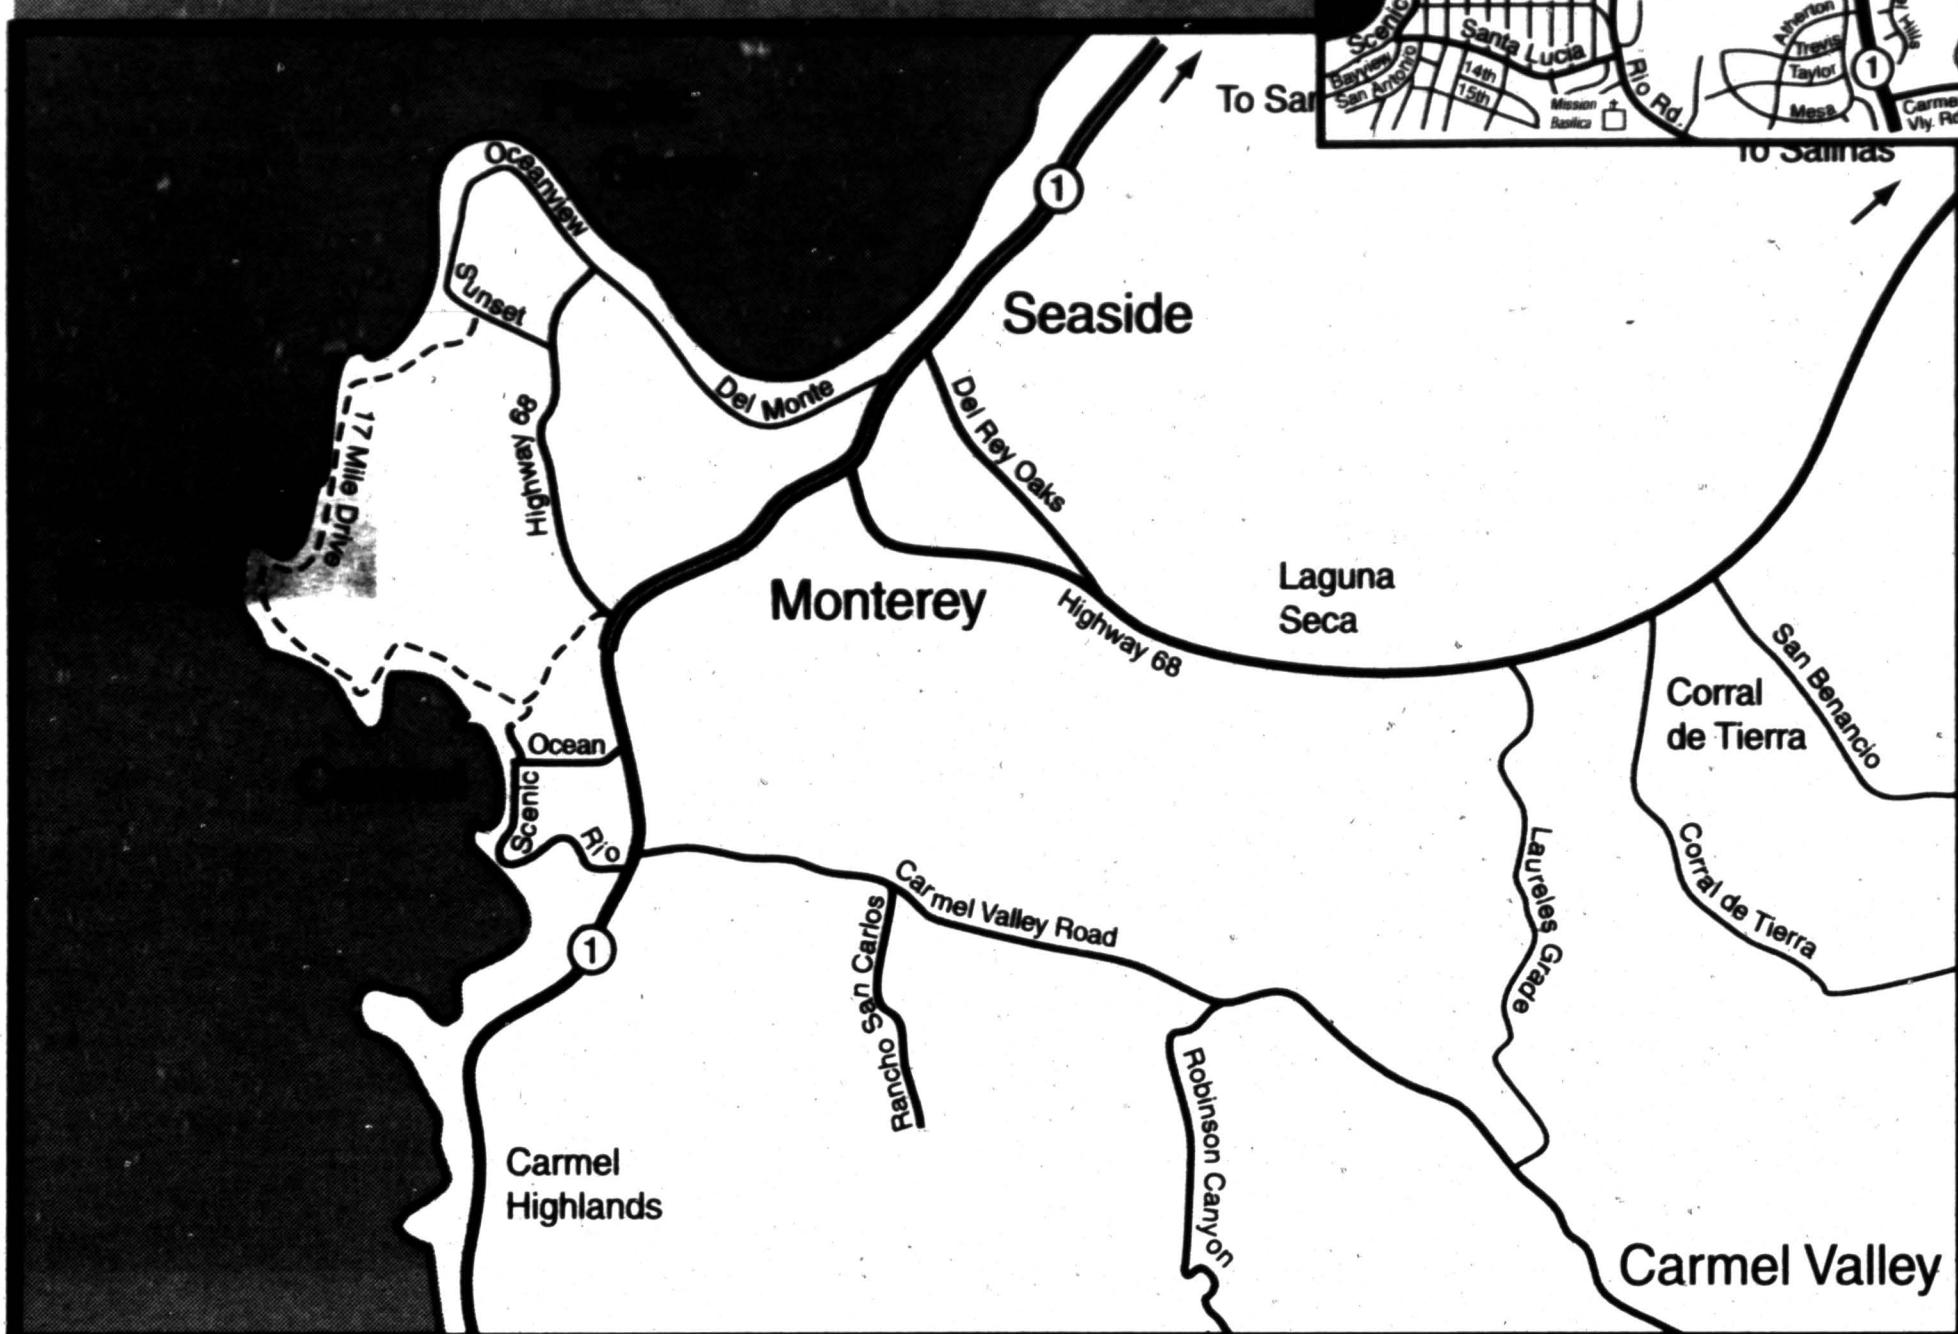 Scenic
Santa Lucia
Bayview
San Antonio
14th
15th
Mission
Basilica
Rio Rd.
Atherton
Trevis
Taylor
Mesa
1
Hills
Carme
Vly. Rd
To San
To Salinas
Oceanview
1
Sunset
Seaside
Del Monte
Del Rey Oaks
Highway 68
17 Mile Drive
Monterey
Laguna
Seca
Highway 68
San Benancio
Corral
de Tierra
Ocean
Scenic
Rio
Laureles Grade
Corral de Tierra
Carmel Valley Road
Rancho San Carlos
1
Robinson Canyon
Carmel
Highlands
Carmel Valley